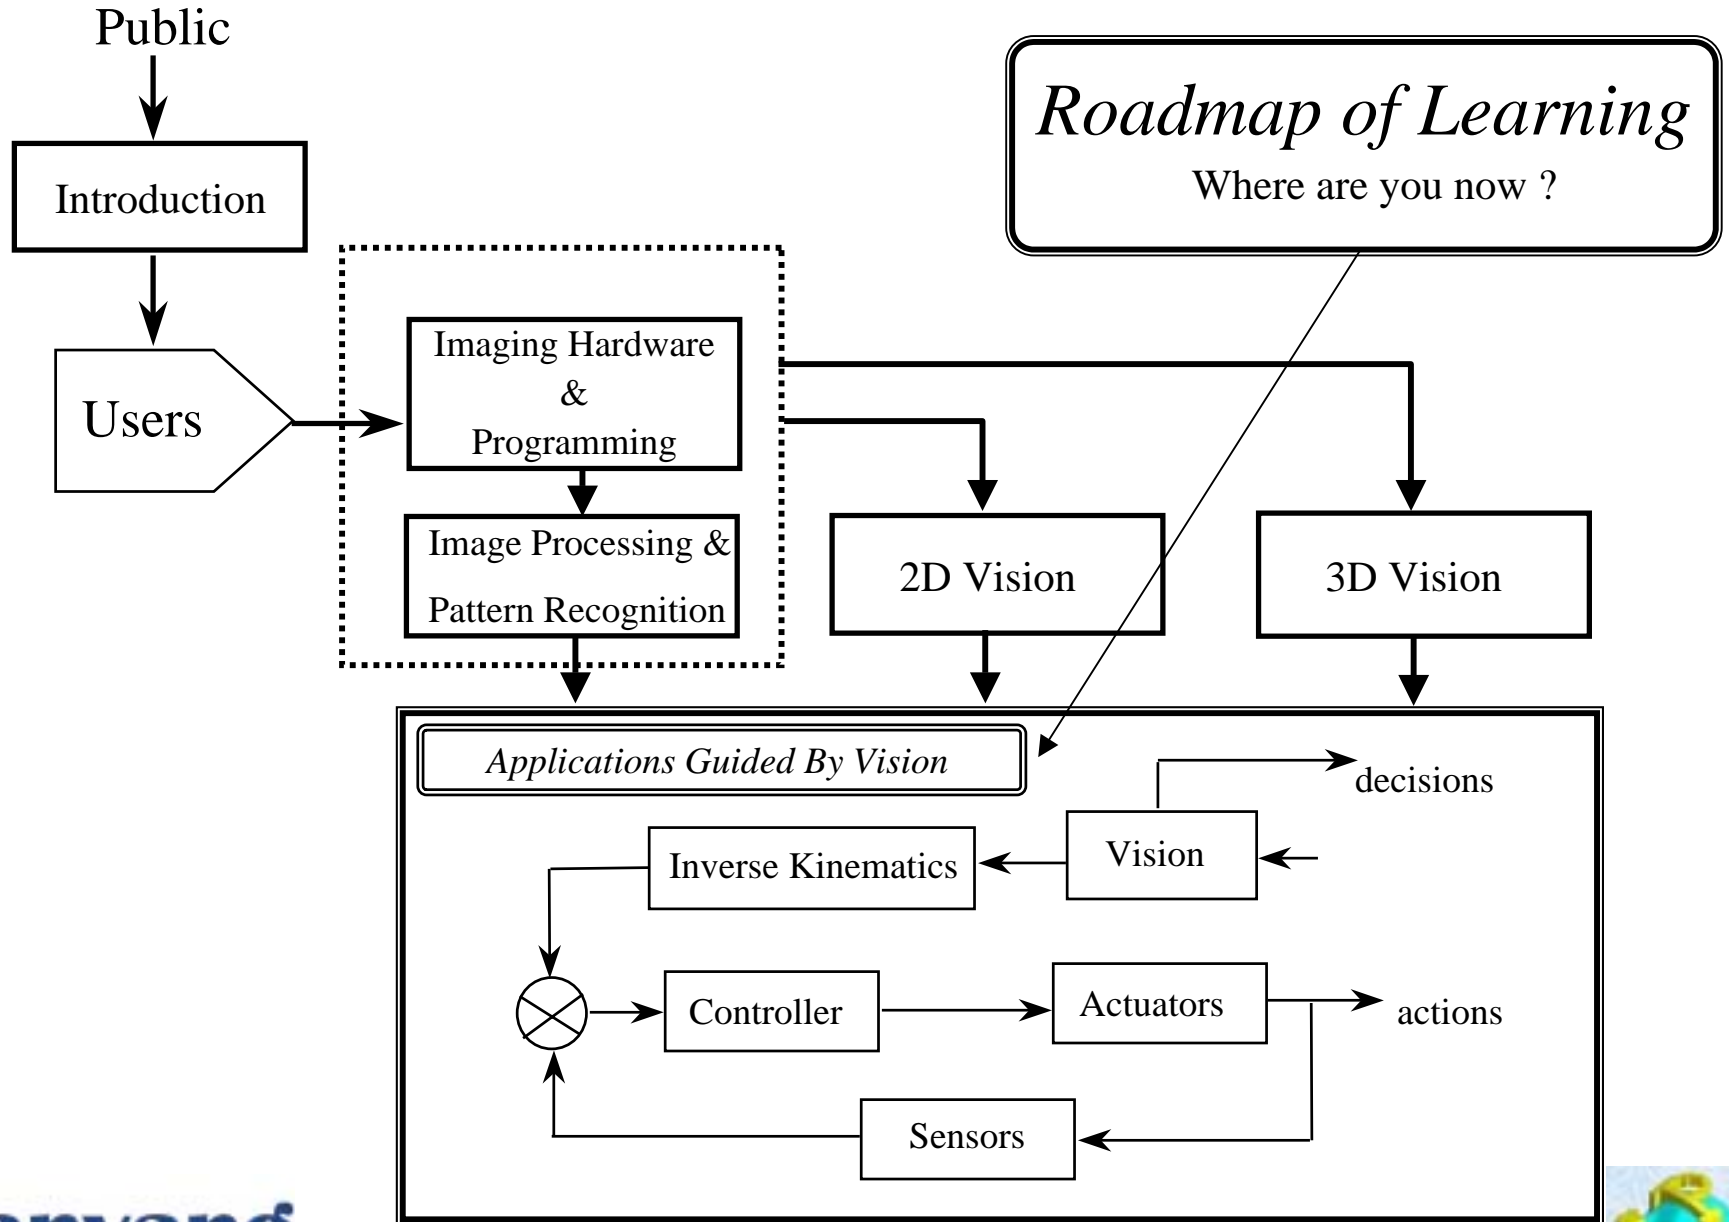 Public
Roadmap of Learning
Where are you now ?
Introduction
Users
Imaging Hardware
&
Programming
Image Processing &
Pattern Recognition
2D Vision
3D Vision
Applications Guided By Vision
decisions
Inverse Kinematics
Vision
Controller
Actuators
actions
Sensors